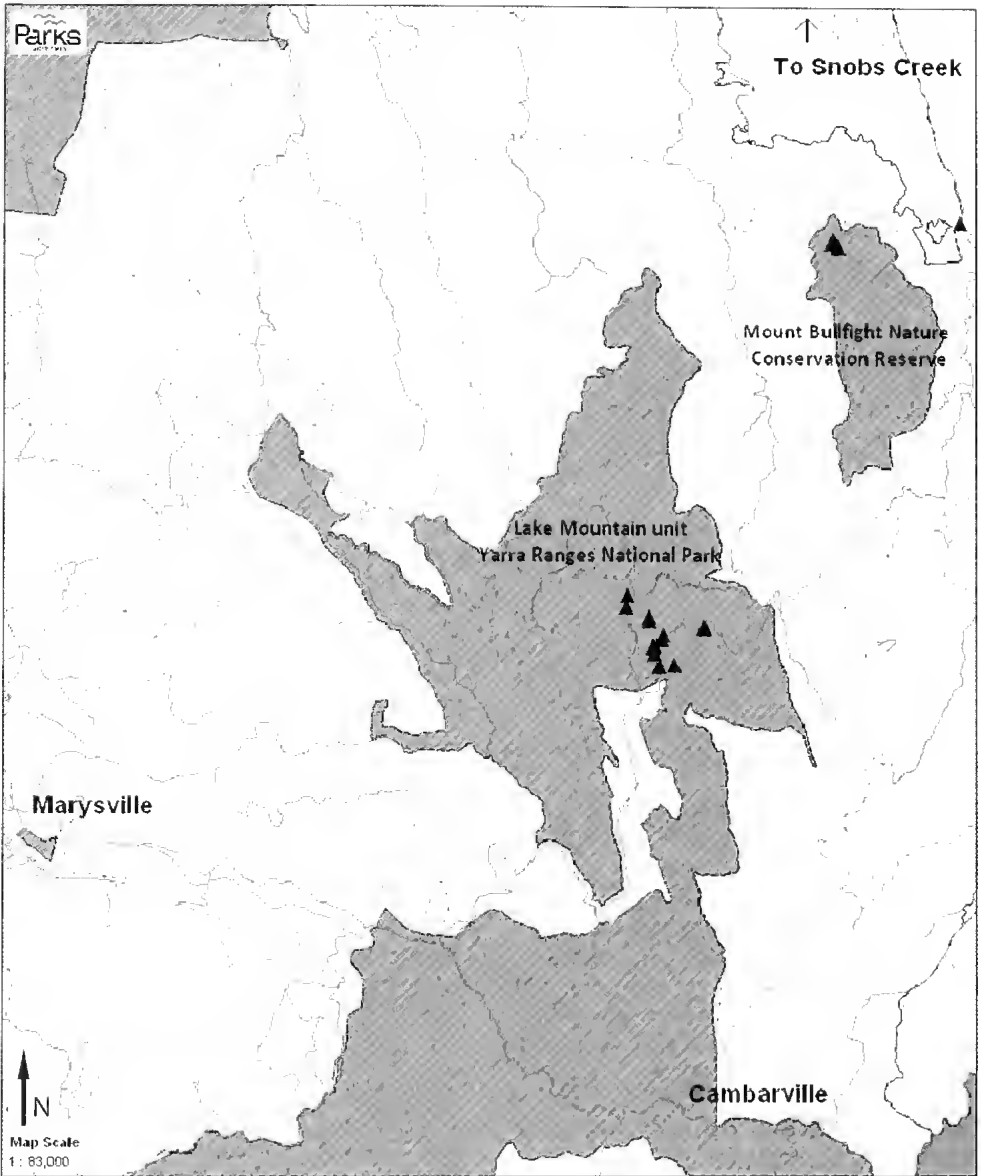 Parks
To Snobs Creek
Mount Bullfight Nature
Conservation Reserve
Lake Mountain unit
Yarra Ranges National Park
Marysville
Cambarville
N
Map Scale
1 : 83,000